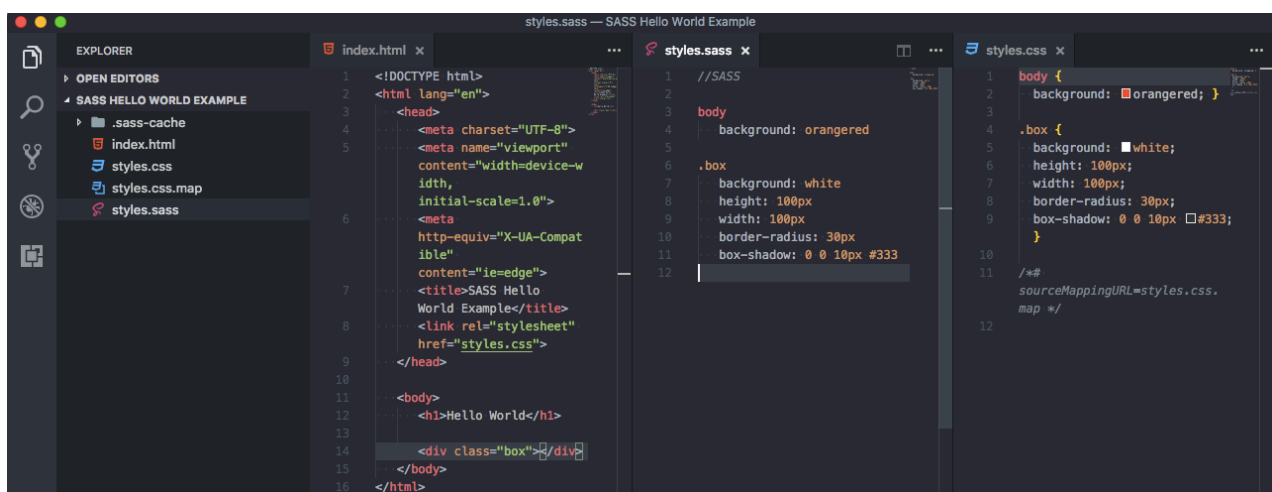 styles.sass — SASS Hello World Example
EXPLORER
OPEN EDITORS
SASS HELLO WORLD EXAMPLE
.sass-cache
index.html
styles.css
styles.css.map
styles.sass
index.html ×
1 <!DOCTYPE html>
2 <html lang="en">
3 <head>
4 <meta charset="UTF-8">
5 <meta name="viewport"
content="width=device-w
idth,
initial-scale=1.0">
6 <meta
http-equiv="X-UA-Compat
ible"
content="ie=edge">
7 <title>SASS Hello
World Example</title>
8 <link rel="stylesheet"
href="styles.css">
9 </head>
10
11 <body>
12 <h1>Hello World</h1>
13
14 <div class="box"></div>
15 </body>
16 </html>
styles.sass ×
1 //SASS
2
3 body
4 background: orangered
5
6 .box
7 background: white
8 height: 100px
9 width: 100px
10 border-radius: 30px
11 box-shadow: 0 0 10px #333
12
styles.css ×
1 body {
2 background: orangered; }
3
4 .box {
5 background: white;
6 height: 100px;
7 width: 100px;
8 border-radius: 30px;
9 box-shadow: 0 0 10px #333;
}
10
11 /*#
sourceMappingURL=styles.css.
map */
12